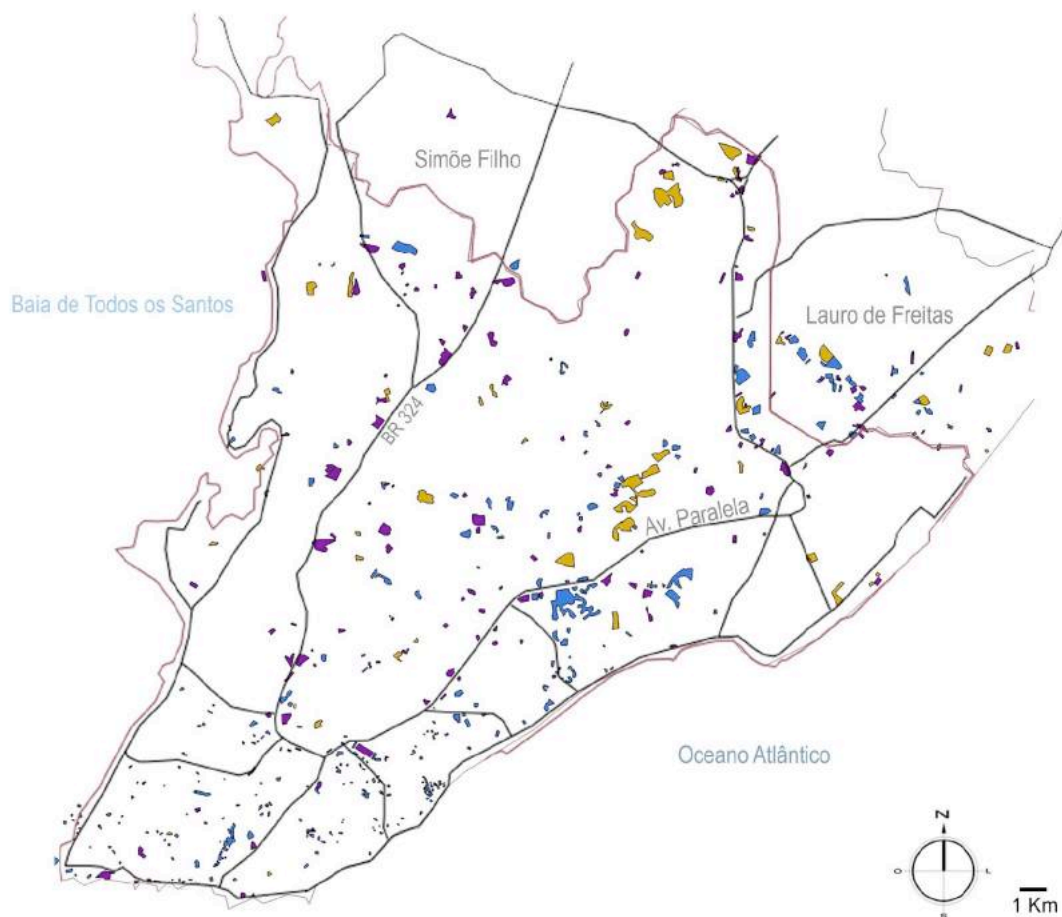 Simõe Filho
Baia de Todos os Santos
Lauro de Freitas
BR 324
Av. Paralela
Oceano Atlântico
N
O
L
S
1 Km